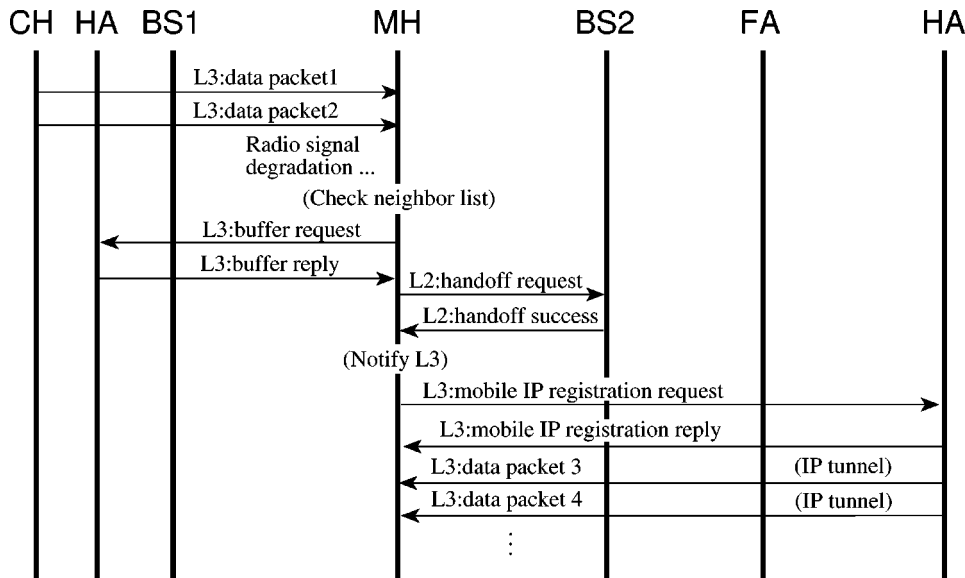 CH HA BS1 MH BS2 FA HA
L3:data packet1
L3:data packet2
Radio signal
degradation ...
(Check neighbor list)
L3:buffer request
L3:buffer reply
L2:handoff request
L2:handoff success
(Notify L3)
L3:mobile IP registration request
L3:mobile IP registration reply
L3:data packet 3 (IP tunnel)
L3:data packet 4 (IP tunnel)